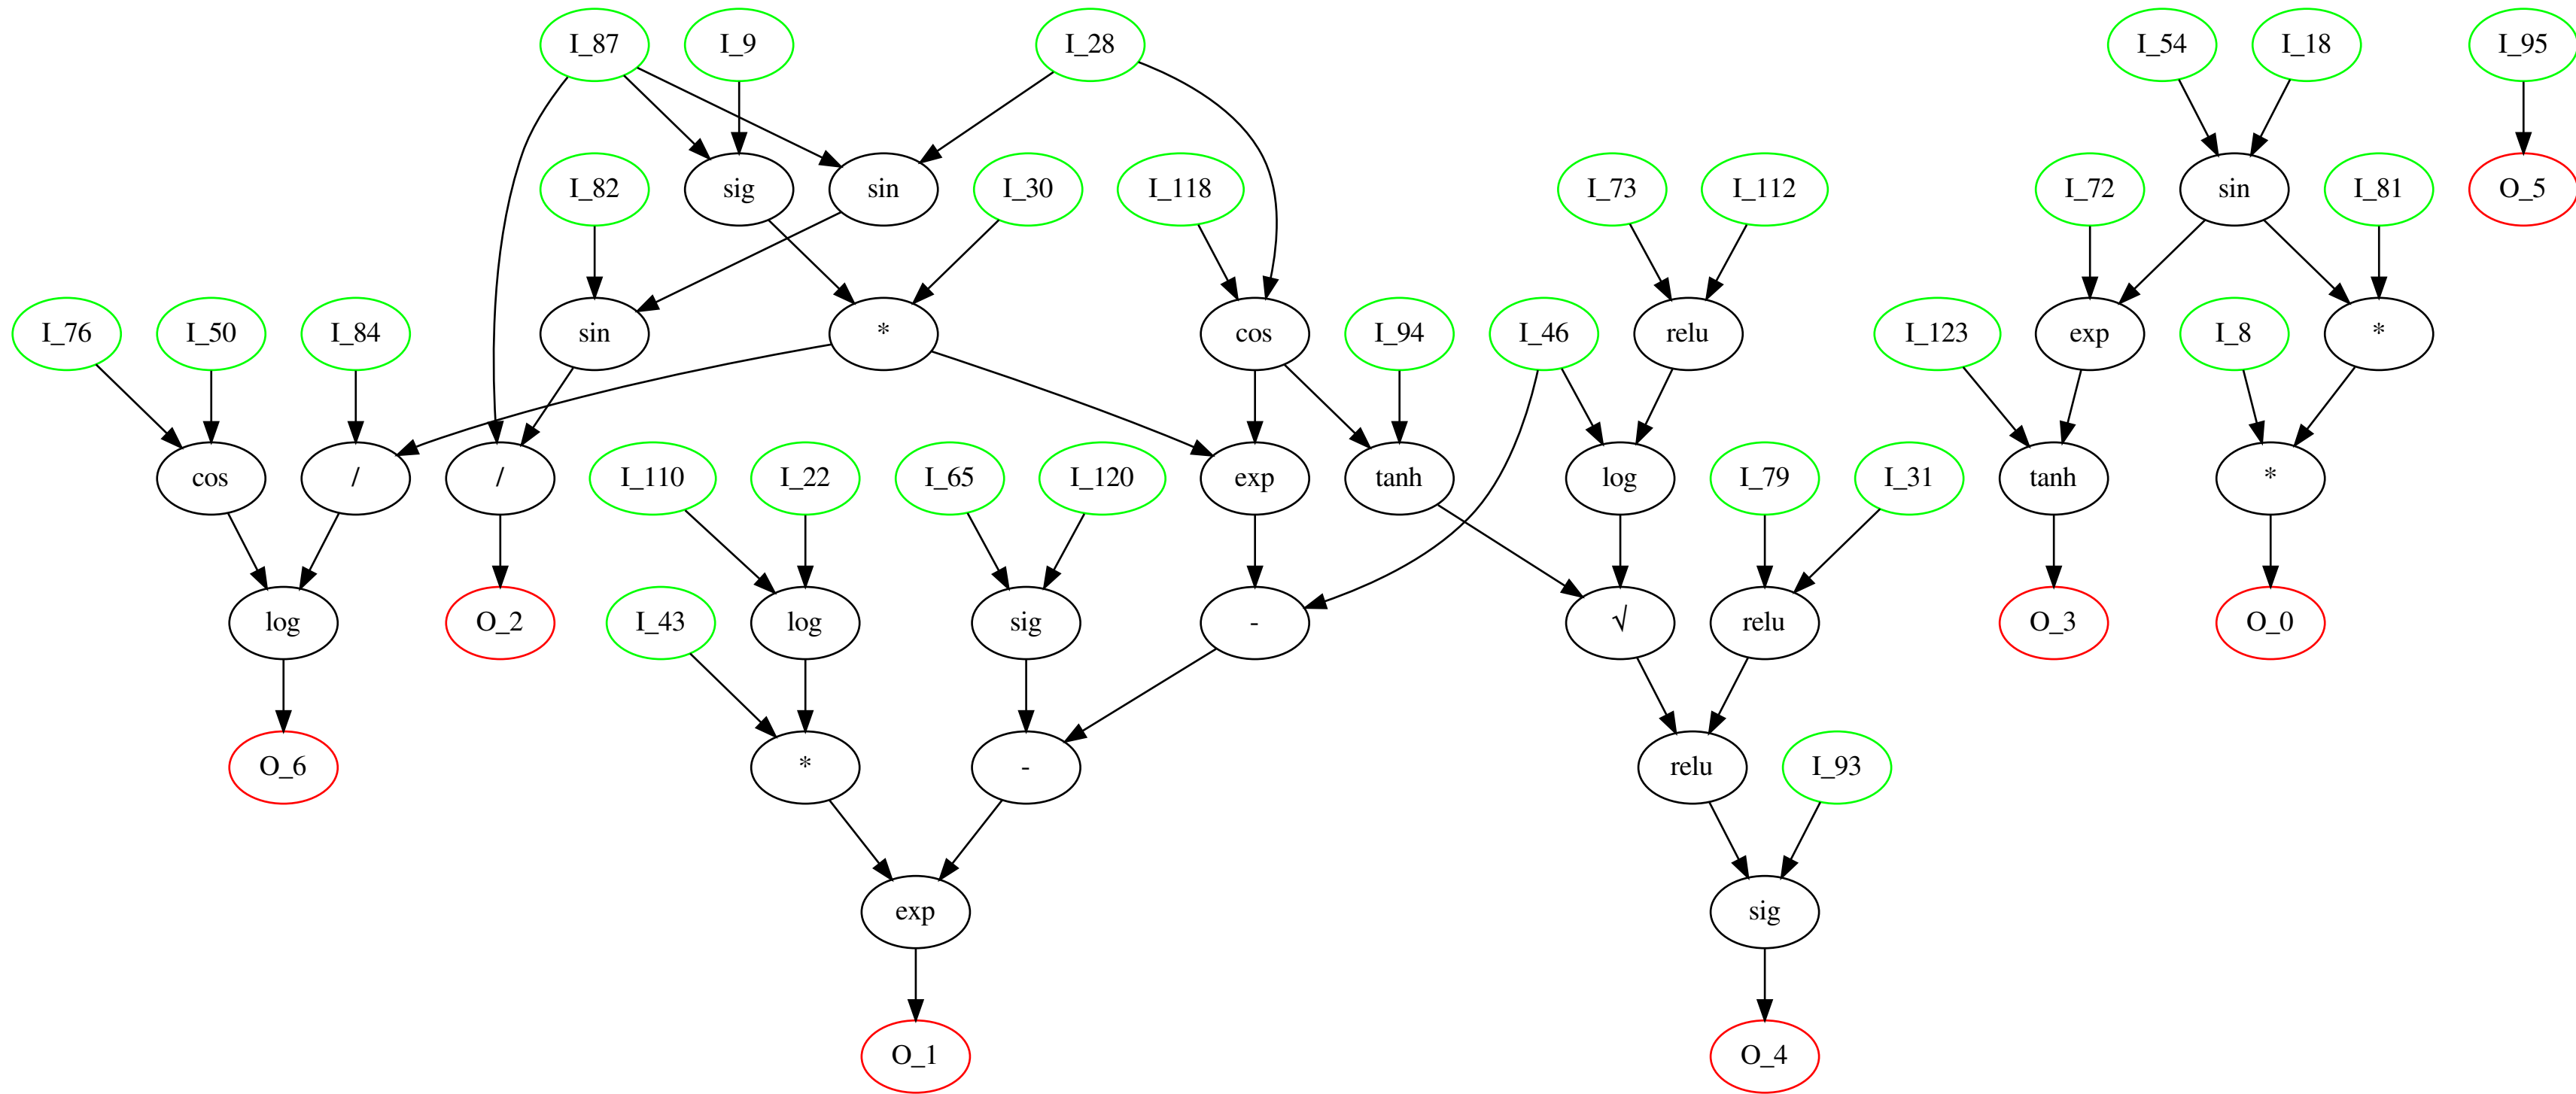 I_87 I_9 I_28 I_54 I_18 I_95
I_82 sig sin I_30 I_118 I_73 I_112 I_72 sin I_81 O_5
I_76 I_50 I_84 sin * cos I_94 I_46 relu I_123 exp I_8 *
cos / / I_110 I_22 I_65 I_120 exp tanh log I_79 I_31 tanh *
log O_2 I_43 log sig - √ relu O_3 O_0
O_6 * - relu I_93
exp sig
O_1 O_4